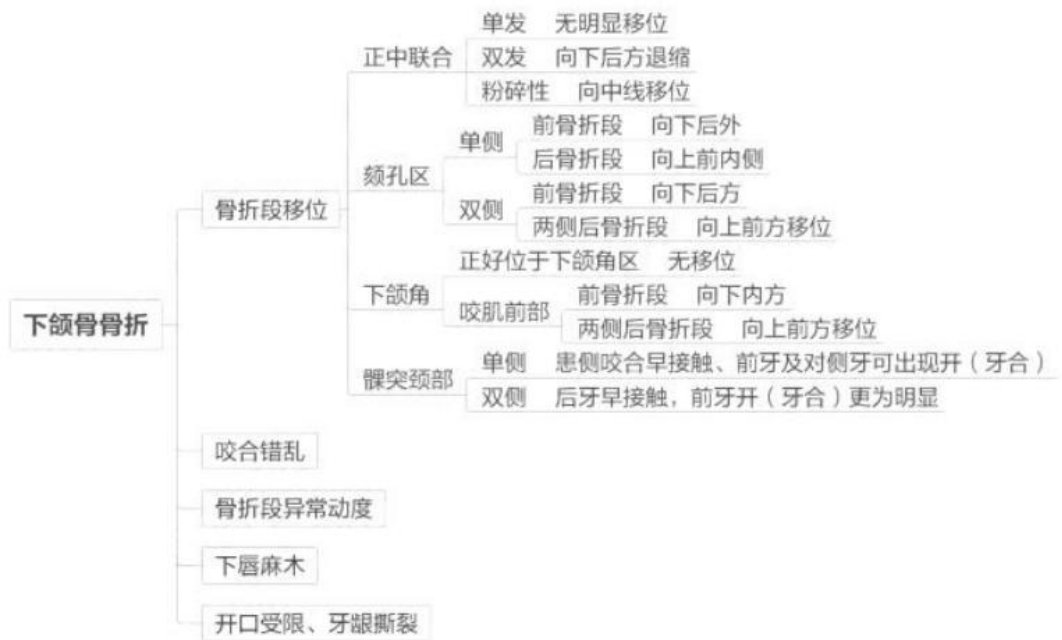 下颌骨骨折
骨折段移位
正中联合
单发 无明显移位
双发 向下后方退缩
粉碎性 向中线移位
颏孔区
单侧
前骨折段 向下后外
后骨折段 向上前内侧
双侧
前骨折段 向下后方
两侧后骨折段 向上前方移位
下颌角
正好位于下颌角区 无移位
咬肌前部
前骨折段 向下内方
两侧后骨折段 向上前方移位
髁突颈部
单侧 患侧咬合早接触、前牙及对侧牙可出现开（牙合）
双侧 后牙早接触，前牙开（牙合）更为明显
咬合错乱
骨折段异常动度
下唇麻木
开口受限、牙龈撕裂